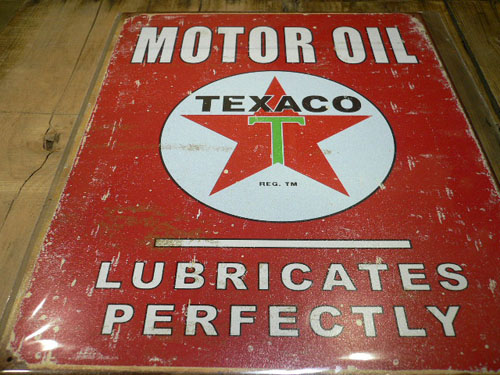 MOTOR OIL
TEXACO
T
REG. TM
LUBRICATES
PERFECTLY